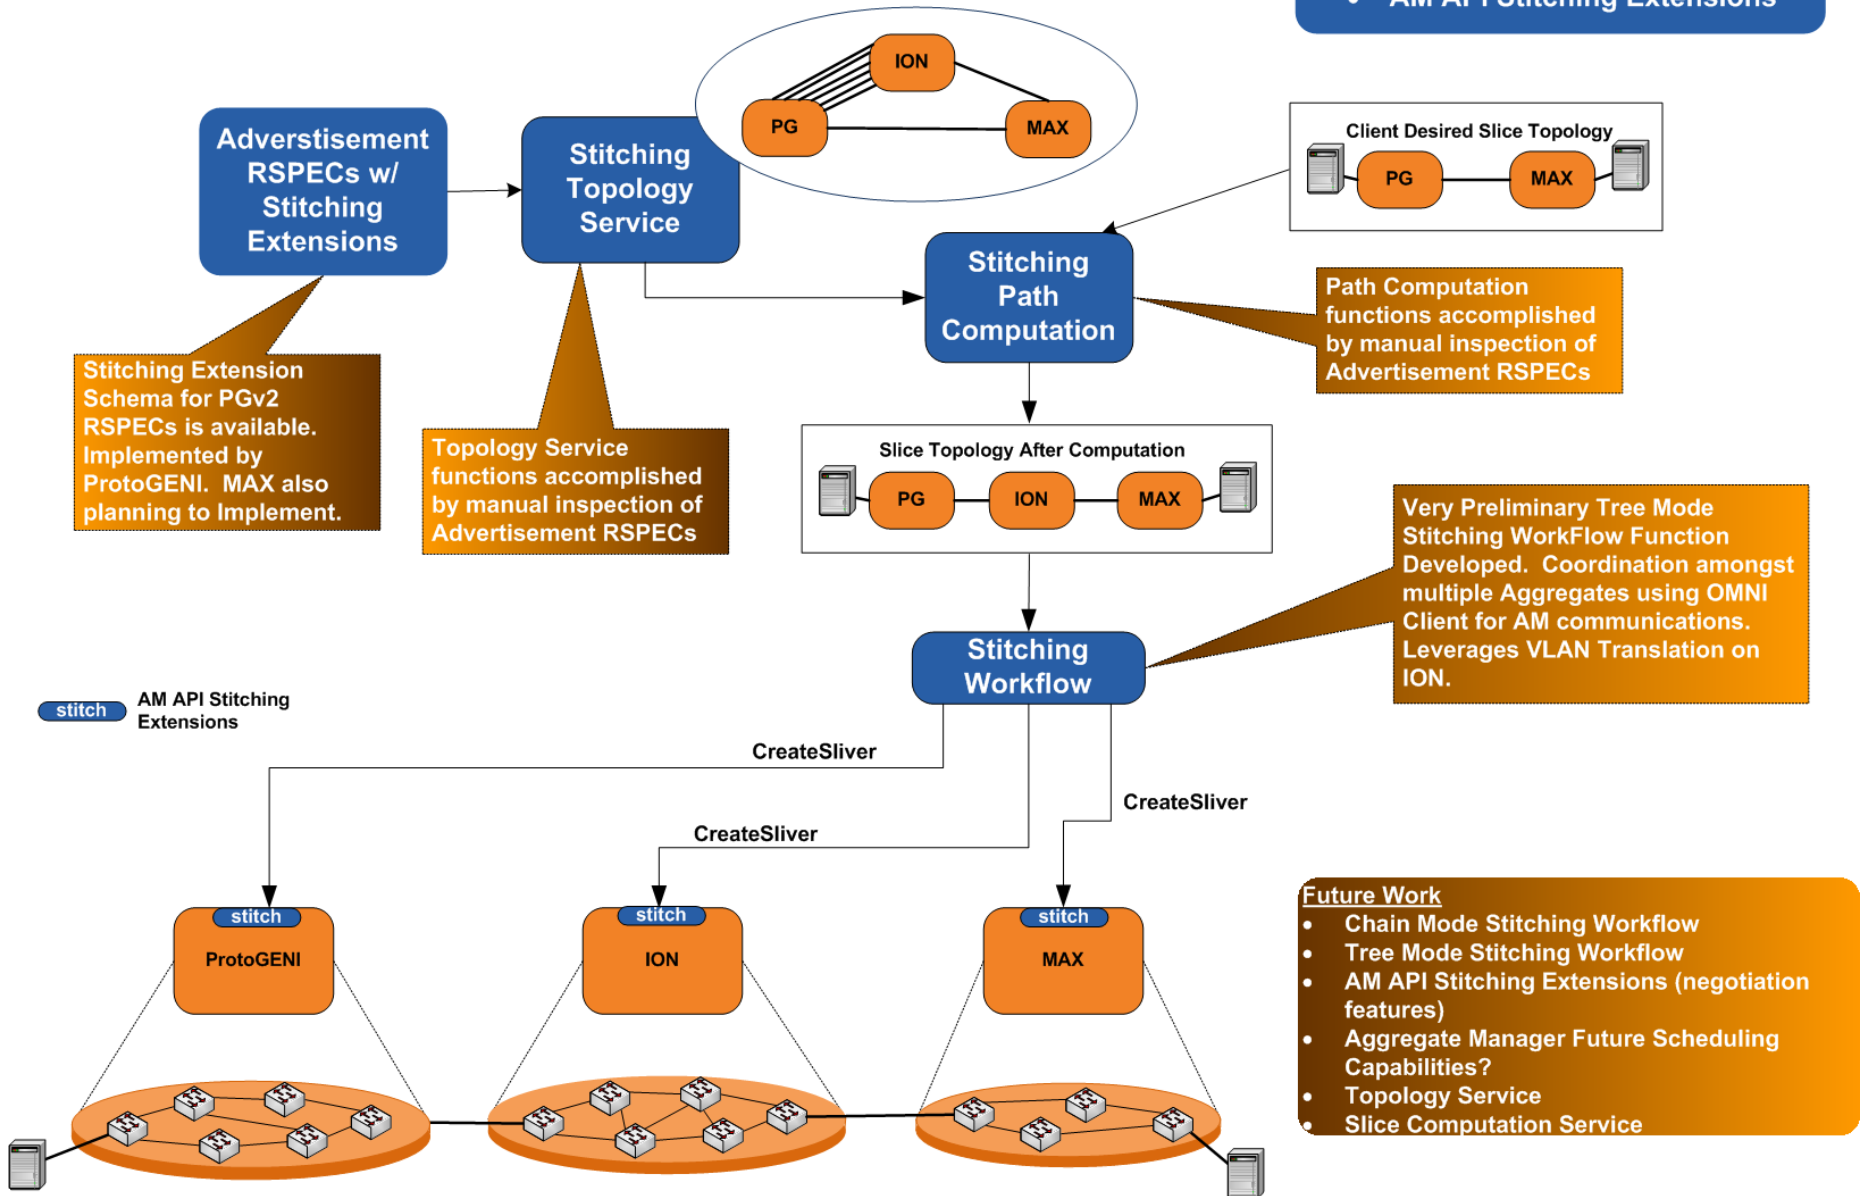 • AM API Stitching Extensions
ION
PG
MAX
Adverstisement
RSPECs w/
Stitching
Extensions
Stitching
Topology
Service
Client Desired Slice Topology
PG
MAX
Stitching
Path
Computation
Path Computation
functions accomplished
by manual inspection of
Advertisement RSPECs
Stitching Extension
Schema for PGv2
RSPECs is available.
Implemented by
ProtoGENI. MAX also
planning to Implement.
Topology Service
functions accomplished
by manual inspection of
Advertisement RSPECs
Slice Topology After Computation
PG
ION
MAX
Very Preliminary Tree Mode
Stitching WorkFlow Function
Developed. Coordination amongst
multiple Aggregates using OMNI
Client for AM communications.
Leverages VLAN Translation on
ION.
Stitching
Workflow
stitch
AM API Stitching
Extensions
CreateSliver
CreateSliver
CreateSliver
stitch
ProtoGENI
stitch
ION
stitch
MAX
Future Work
• Chain Mode Stitching Workflow
• Tree Mode Stitching Workflow
• AM API Stitching Extensions (negotiation
features)
• Aggregate Manager Future Scheduling
Capabilities?
• Topology Service
• Slice Computation Service